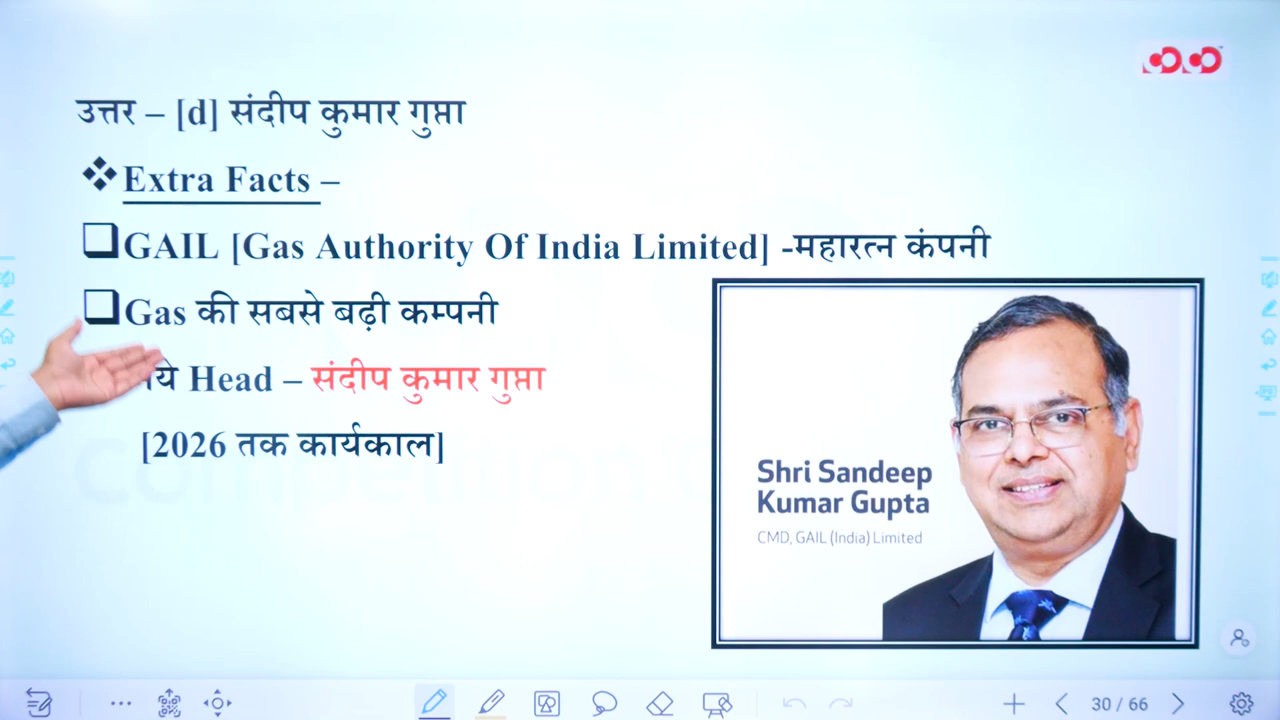 उत्तर – [d] संदीप कुमार गुप्ता
❖Extra Facts –
❑GAIL [Gas Authority Of India Limited] -महारत्न कंपनी
❑Gas की सबसे बढ़ी कम्पनी
Head – संदीप कुमार गुप्ता
[2026 तक कार्यकाल]
Shri Sandeep
Kumar Gupta
CMD, GAIL (India) Limited
30 / 66